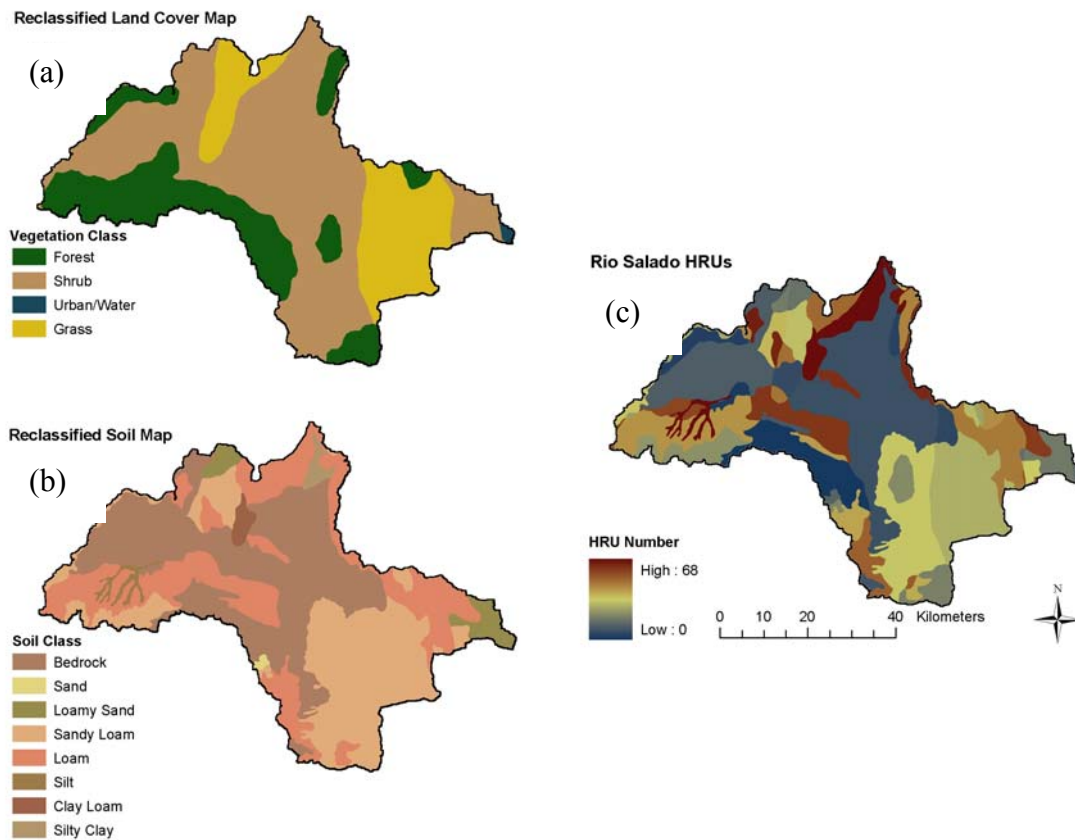 Reclassified Land Cover Map
(a)
Vegetation Class
Forest
Shrub
Urban/Water
Grass
Reclassified Soil Map
(b)
Soil Class
Bedrock
Sand
Loamy Sand
Sandy Loam
Loam
Silt
Clay Loam
Silty Clay
Rio Salado HRUs
(c)
HRU Number
High : 68
Low : 0
0 10 20 40 Kilometers
N